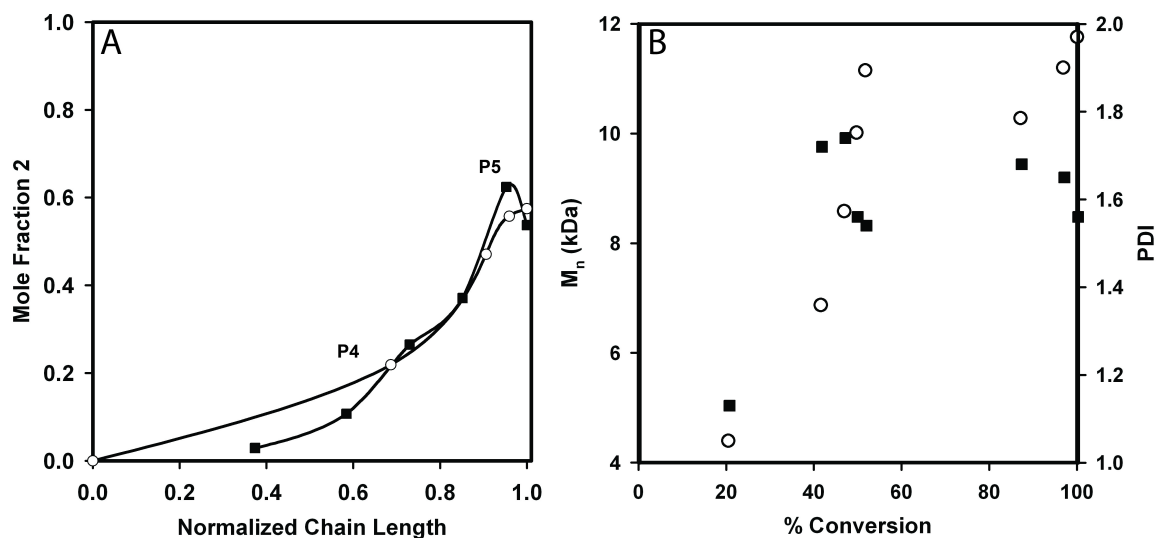 A
1.0
0.8
0.6
0.4
0.2
0.0
Mole Fraction 2
P5
P4
0.0 0.2 0.4 0.6 0.8 1.0
Normalized Chain Length
B
12
10
8
6
4
Mn (kDa)
2.0
1.8
1.6
1.4
1.2
1.0
PDI
0 20 40 60 80 100
% Conversion